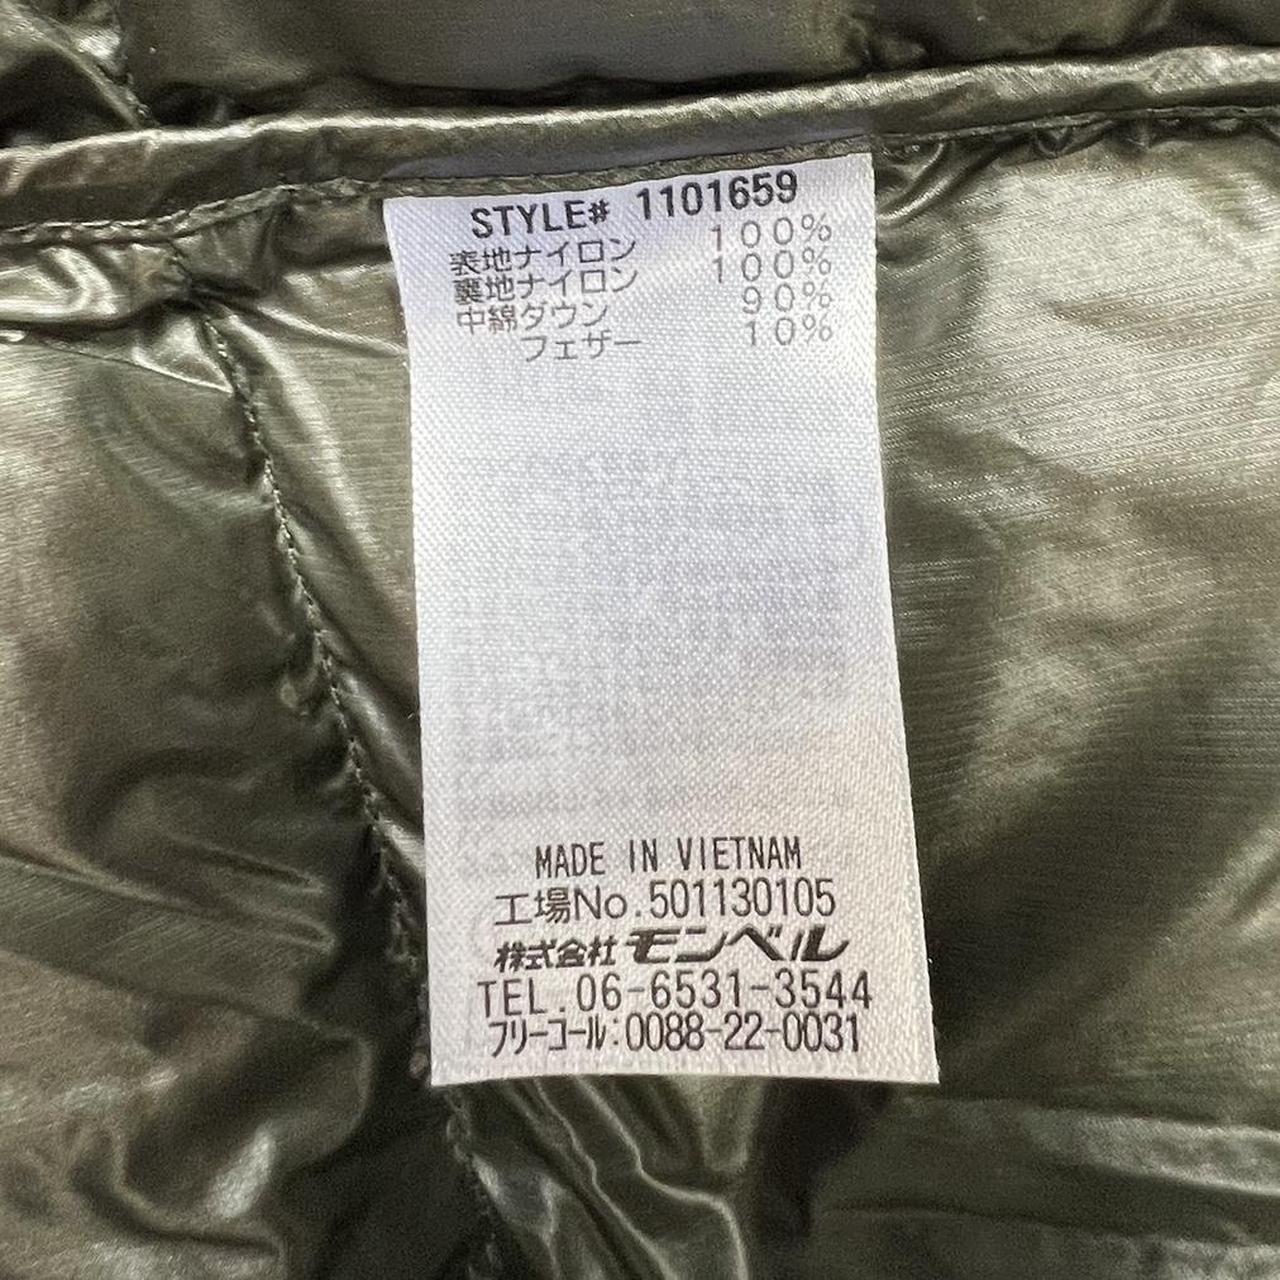 STYLE# 1101659
表地ナイロン 100%
裏地ナイロン 100%
中綿ダウン 90%
フェザー 10%
MADE IN VIETNAM
工場No.501130105
株式会社モンベル
TEL.06-6531-3544
フリーコール:0088-22-0031